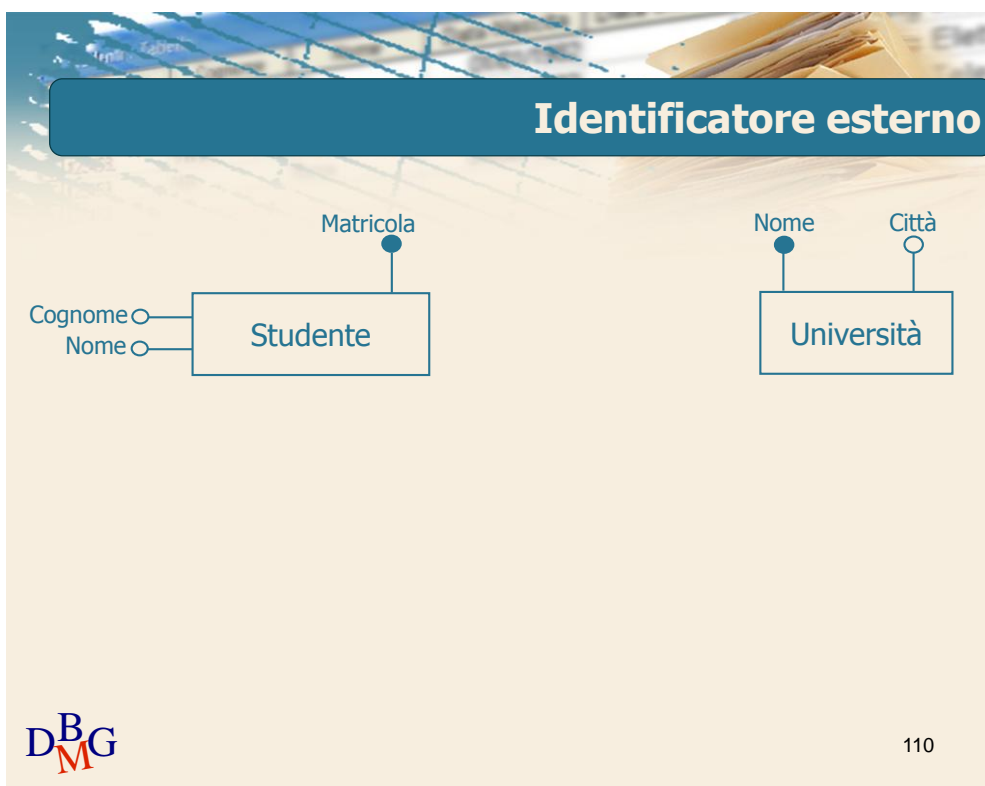 Identificatore esterno
Matricola
Nome
Città
Cognome
Nome
Studente
Università
DBMG
110